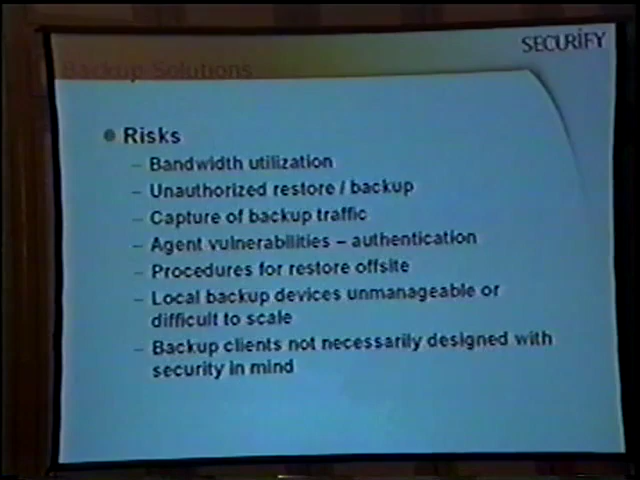 SECURIFY
Backup Solutions
Risks
– Bandwidth utilization
– Unauthorized restore / backup
– Capture of backup traffic
– Agent vulnerabilities – authentication
– Procedures for restore offsite
– Local backup devices unmanageable or
difficult to scale
– Backup clients not necessarily designed with
security in mind